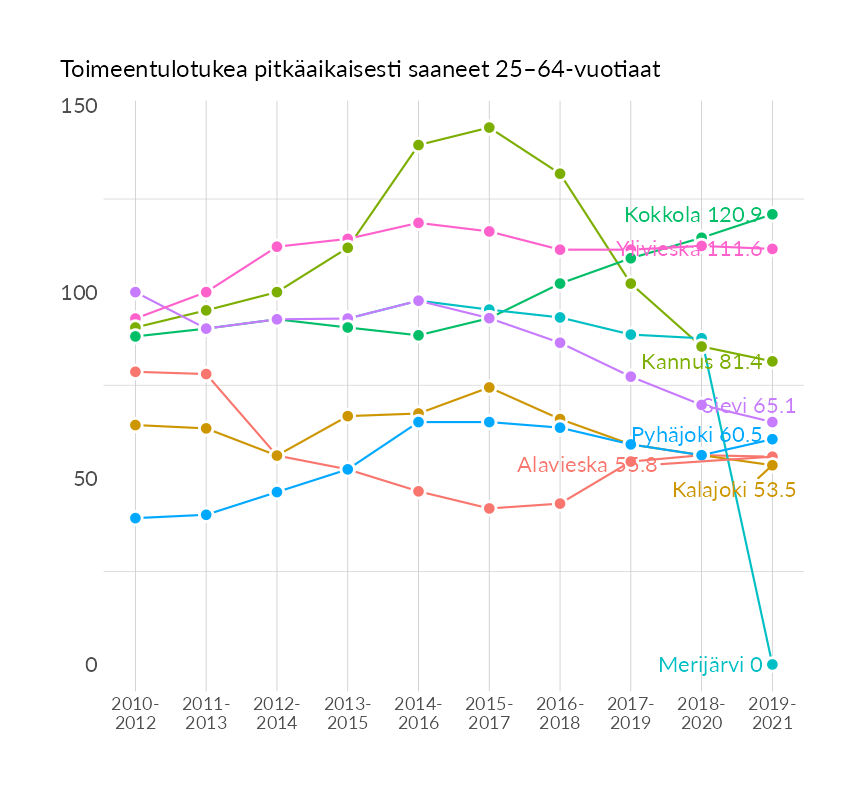 Toimeentulotukea pitkäaikaisesti saaneet 25–64-vuotiaat
150
100
50
0
Kokkola 120.9
Ylivieska 111.6
Kannus 81.4
Sievi 65.1
Pyhäjoki 60.5
Alavieska 55.8
Kalajoki 53.5
Merijärvi 0
2010- 2011- 2012- 2013- 2014- 2015- 2016- 2017- 2018- 2019-
2012 2013 2014 2015 2016 2017 2018 2019 2020 2021